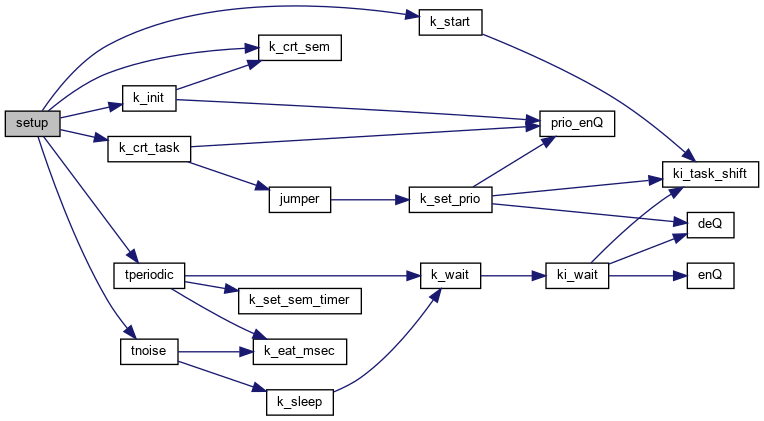 k_start
k_crt_sem
k_init
setup
prio_enQ
k_crt_task
ki_task_shift
jumper
k_set_prio
deQ
tperiodic
k_wait
ki_wait
enQ
k_set_sem_timer
tnoise
k_eat_msec
k_sleep